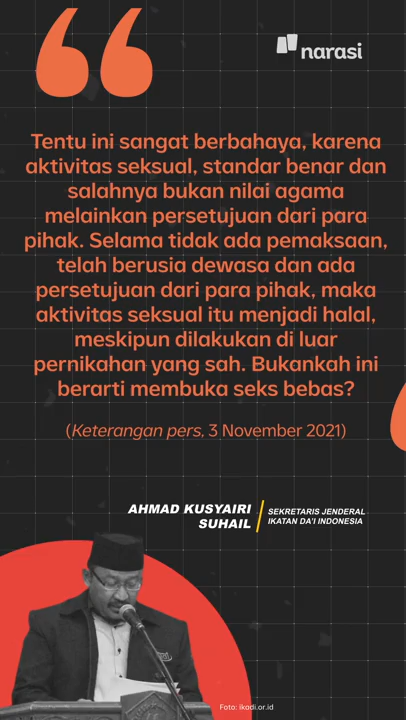 narasi
Tentu ini sangat berbahaya, karena
aktivitas seksual, standar benar dan
salahnya bukan nilai agama
melainkan persetujuan dari para
pihak. Selama tidak ada pemaksaan,
telah berusia dewasa dan ada
persetujuan dari para pihak, maka
aktivitas seksual itu menjadi halal,
meskipun dilakukan di luar
pernikahan yang sah. Bukankah ini
berarti membuka seks bebas?
(Keterangan pers, 3 November 2021)
AHMAD KUSYAIRI
SUHAIL
SEKRETARIS JENDERAL
IKATAN DA'I INDONESIA
Foto: ikadi.or.id